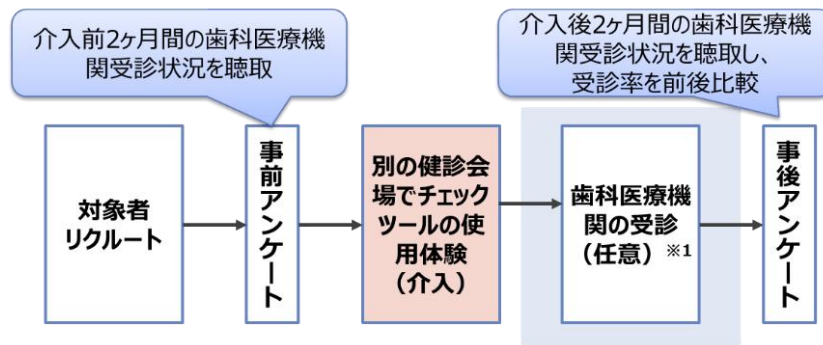 介入前2ヶ月間の歯科医療機
関受診状況を聴取
介入後2ヶ月間の歯科医療機
関受診状況を聴取し、
受診率を前後比較
対象者
リクルート
事前アンケート
別の健診会
場でチェック
ツールの使
用体験
（介入）
歯科医療機
関の受診
（任意）※1
事後アンケート